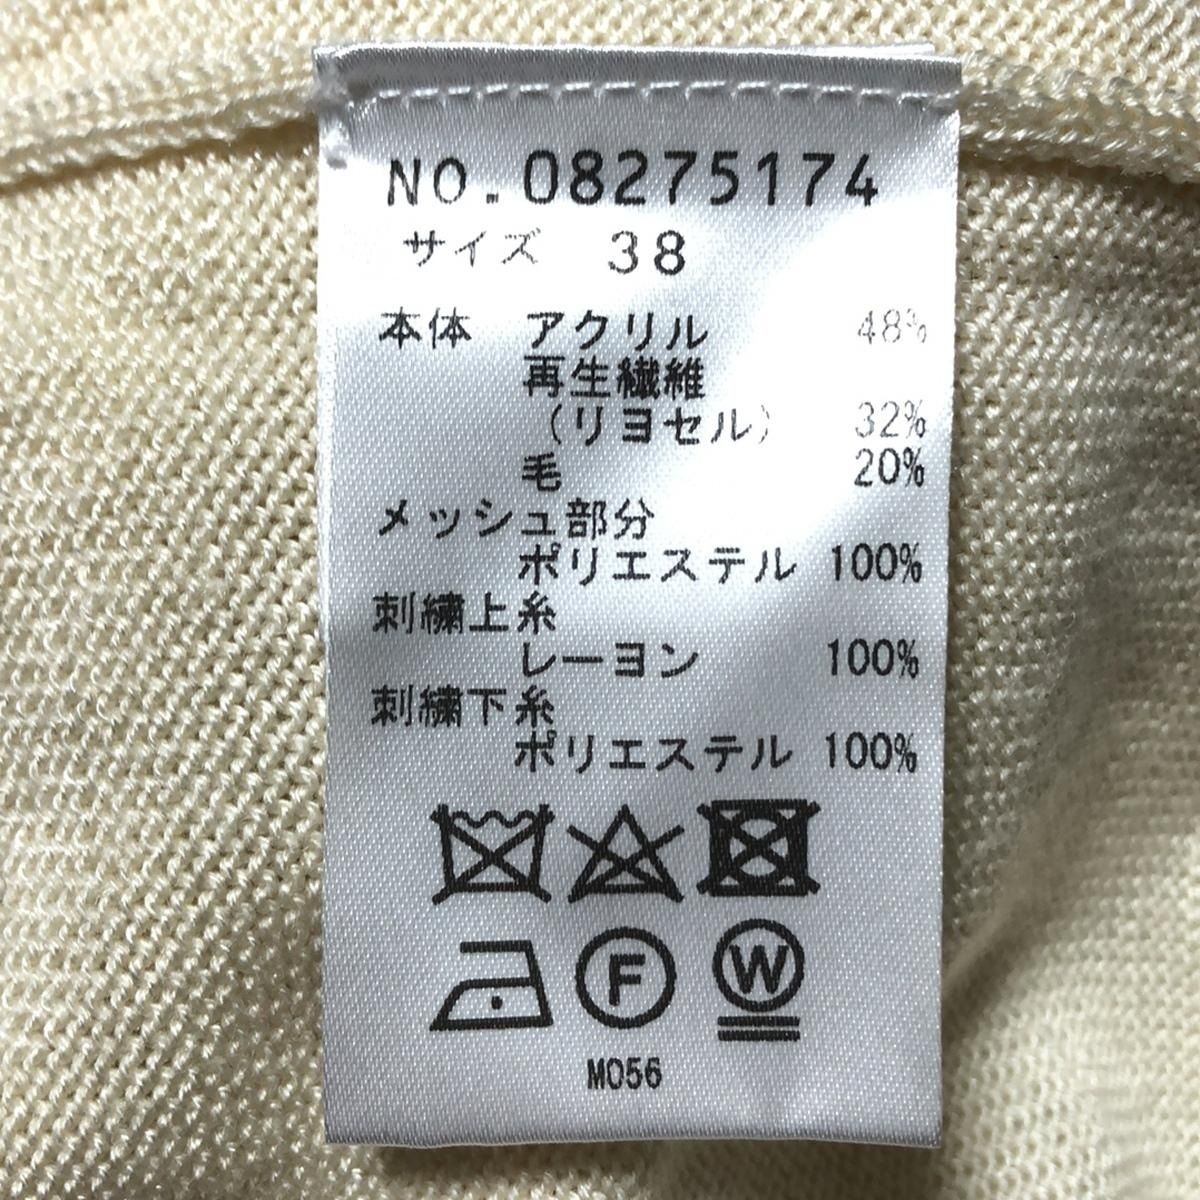 NO.08275174
サイズ 38
本体 アクリル 48%
再生繊維
(リヨセル) 32%
毛 20%
メッシュ部分
ポリエステル 100%
刺繍上糸
レーヨン 100%
刺繍下糸
ポリエステル 100%
F W
M056